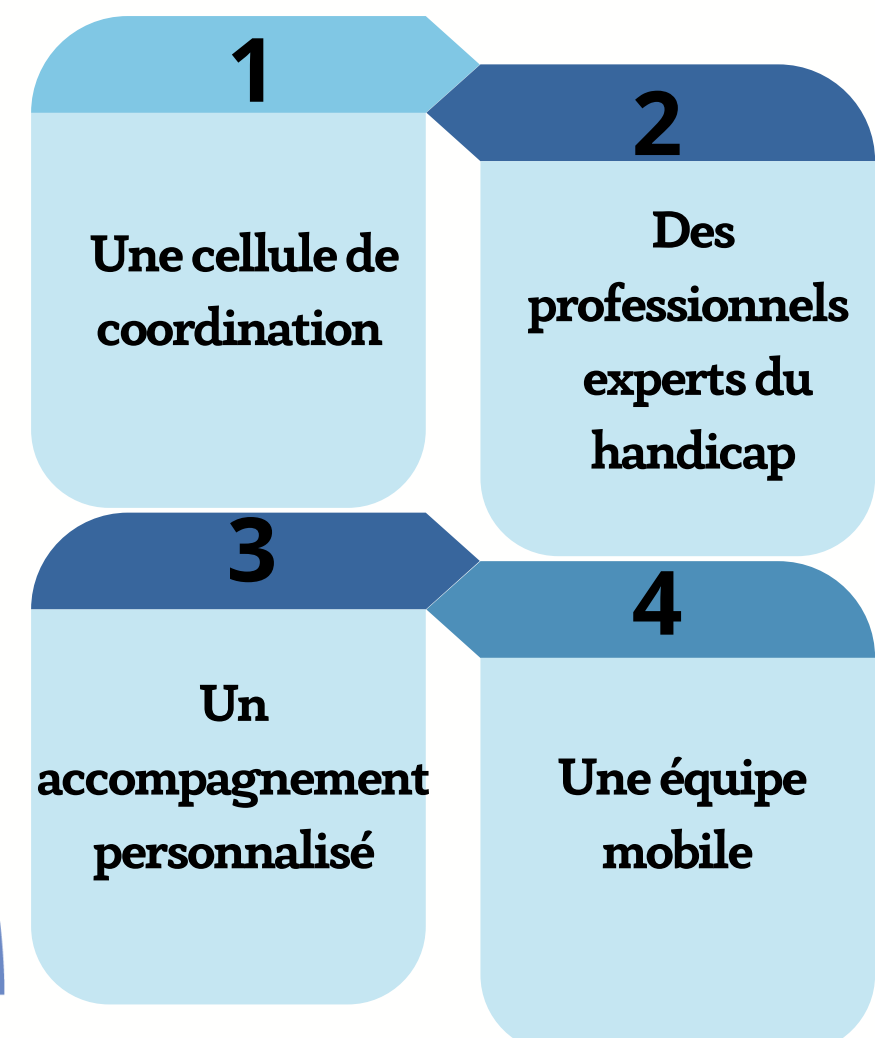 1
Une cellule de
coordination
2
Des
professionnels
experts du
handicap
3
Un
accompagnement
personnalisé
4
Une équipe
mobile